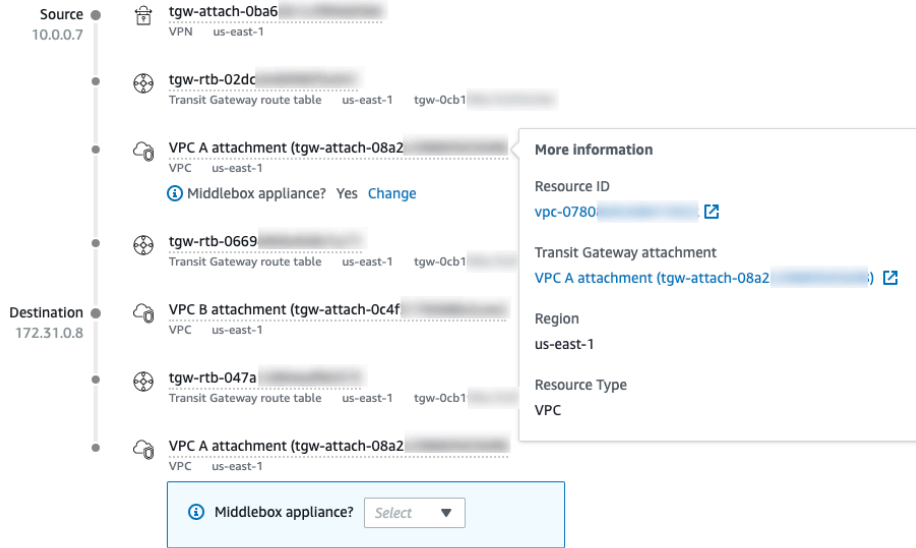 Source
10.0.0.7
tgw-attach-0ba6
VPN us-east-1
tgw-rtb-02dc
Transit Gateway route table us-east-1 tgw-0cb1
VPC A attachment (tgw-attach-08a2
VPC us-east-1
Middlebox appliance? Yes Change
tgw-rtb-0669
Transit Gateway route table us-east-1 tgw-0cb1
Destination
172.31.0.8
VPC B attachment (tgw-attach-0c4f
VPC us-east-1
tgw-rtb-047a
Transit Gateway route table us-east-1 tgw-0cb1
VPC A attachment (tgw-attach-08a2
VPC us-east-1
Middlebox appliance? Select
More information
Resource ID
vpc-0780
Transit Gateway attachment
VPC A attachment (tgw-attach-08a2 )
Region
us-east-1
Resource Type
VPC